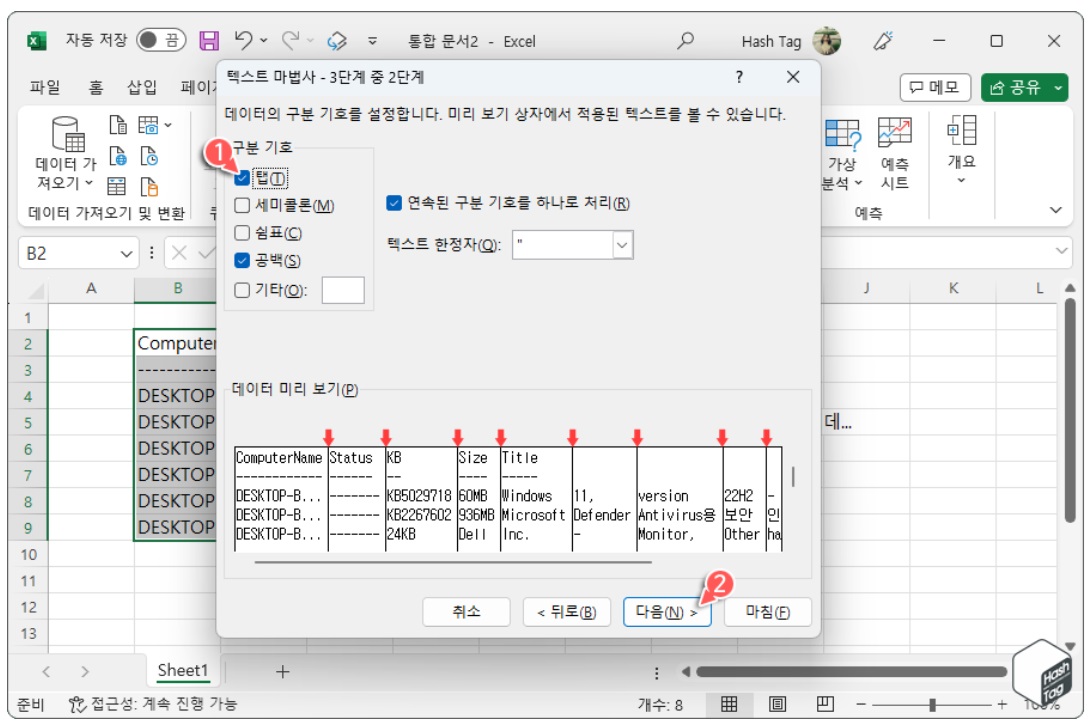 자동 저장 끔 통합 문서2 - Excel Hash Tag
파일 홈 삽입 메모 공유
데이터 가
져오기
데이터 가져오기 및 변환
가상
분석
예측
시트
예측
개요
B2
텍스트 마법사 - 3단계 중 2단계 ? ×
데이터의 구분 기호를 설정합니다. 미리 보기 상자에서 적용된 텍스트를 볼 수 있습니다.
1
구분 기호
탭(T)
세미콜론(M)
쉼표(C)
공백(S)
기타(O):
연속된 구분 기호를 하나로 처리(R)
텍스트 한정자(Q): "
데이터 미리 보기(P)
ComputerName Status KB Size Title
------------ ------ -- ---- -----
DESKTOP-B... ------- KB5029718 60MB Windows 11, version 22H2 -
DESKTOP-B... ------- KB2267602 936MB Microsoft Defender Antivirus용 보안 인
DESKTOP-B... ------- 24KB Dell Inc. - Monitor, Other ha
2
취소 < 뒤로(B) 다음(N) > 마침(F)
A B J K L
1
2 Computer
3 -----------
4 DESKTOP
5 DESKTOP 데...
6 DESKTOP
7 DESKTOP
8 DESKTOP
9 DESKTOP
10
11
12
13
Sheet1 +
준비 접근성: 계속 진행 가능 개수: 8 - + 100%
Hash
Tag